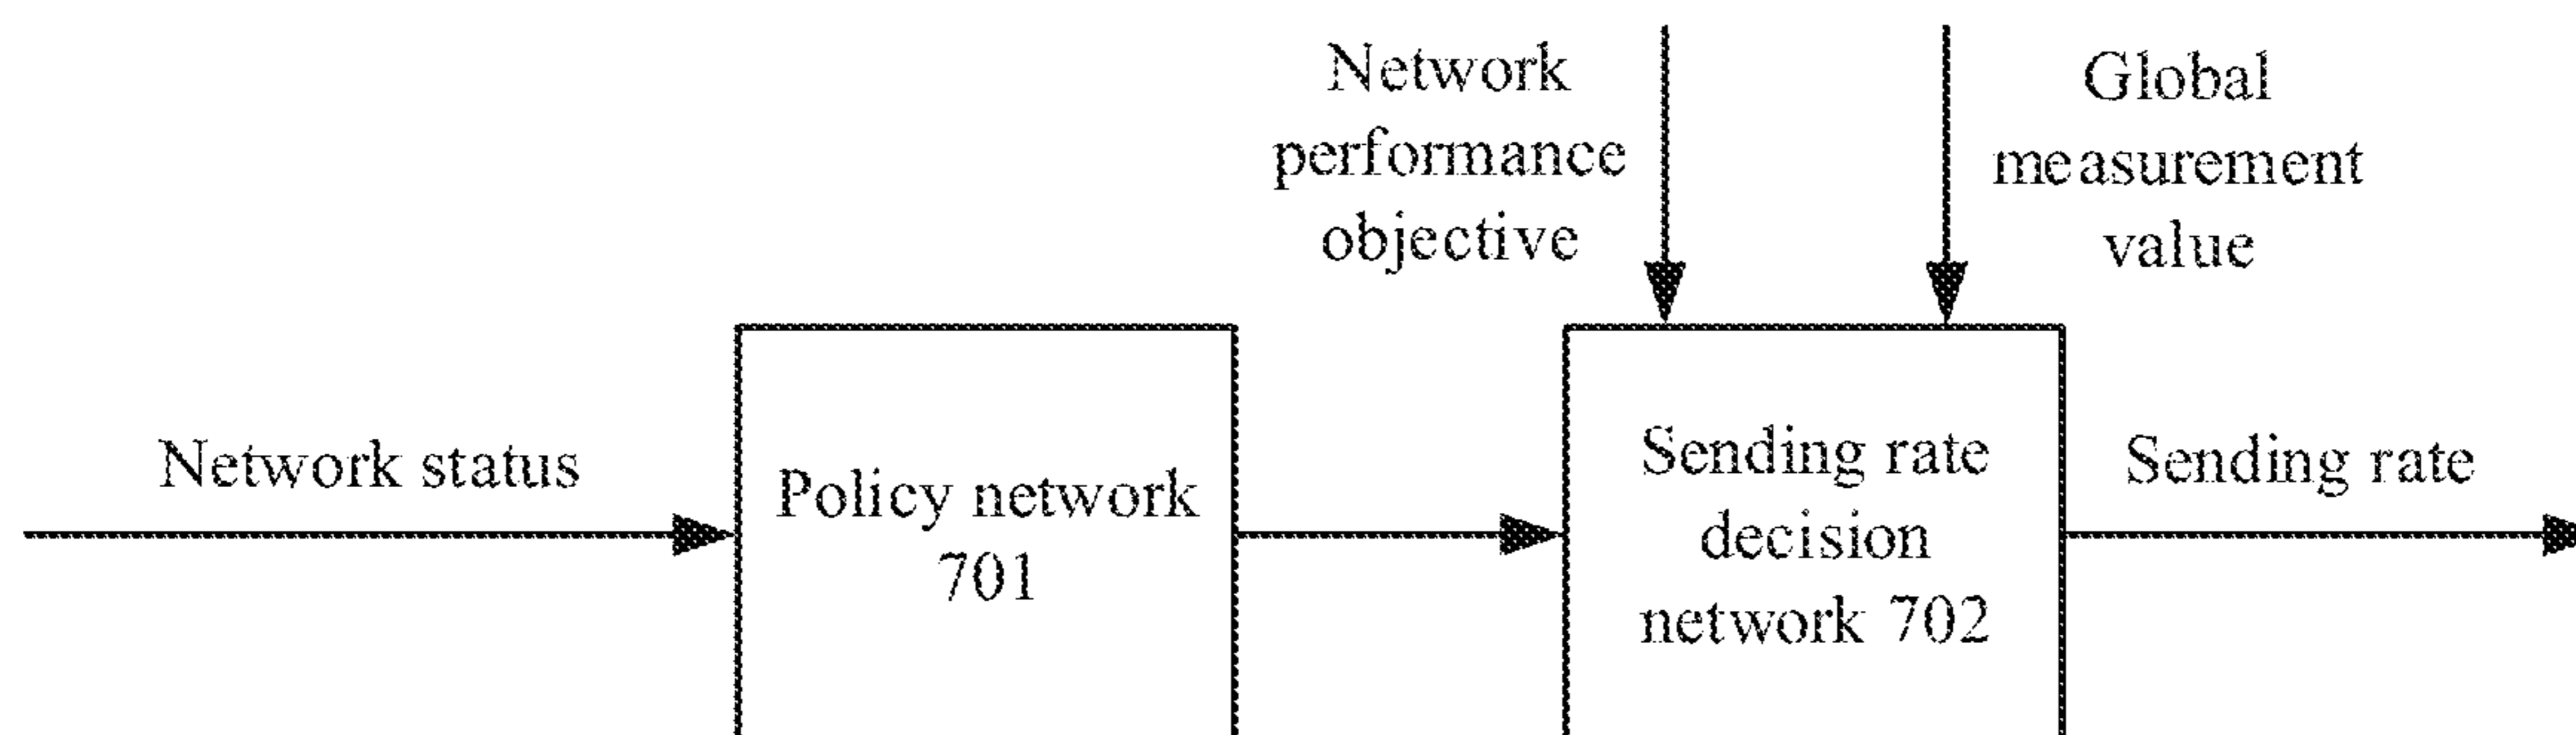 Network
performance
objective
Global
measurement
value
Network status
Policy network
701
Sending rate
decision
network 702
Sending rate